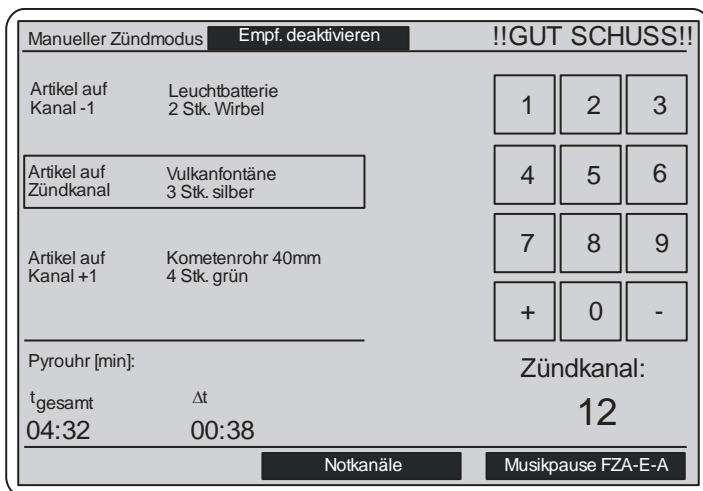 Manueller Zündmodus Empf. deaktivieren !!GUT SCHUSS!!
Artikel auf Leuchtbatterie
Kanal -1 2 Stk. Wirbel
Artikel auf Vulkanfontäne
Zündkanal 3 Stk. silber
Artikel auf Kometenrohr 40mm
Kanal +1 4 Stk. grün
1 2 3
4 5 6
7 8 9
+ 0 -
Pyrouhr [min]:
tgesamt Δt
04:32 00:38
Zündkanal:
12
Notkanäle Musikpause FZA-E-A